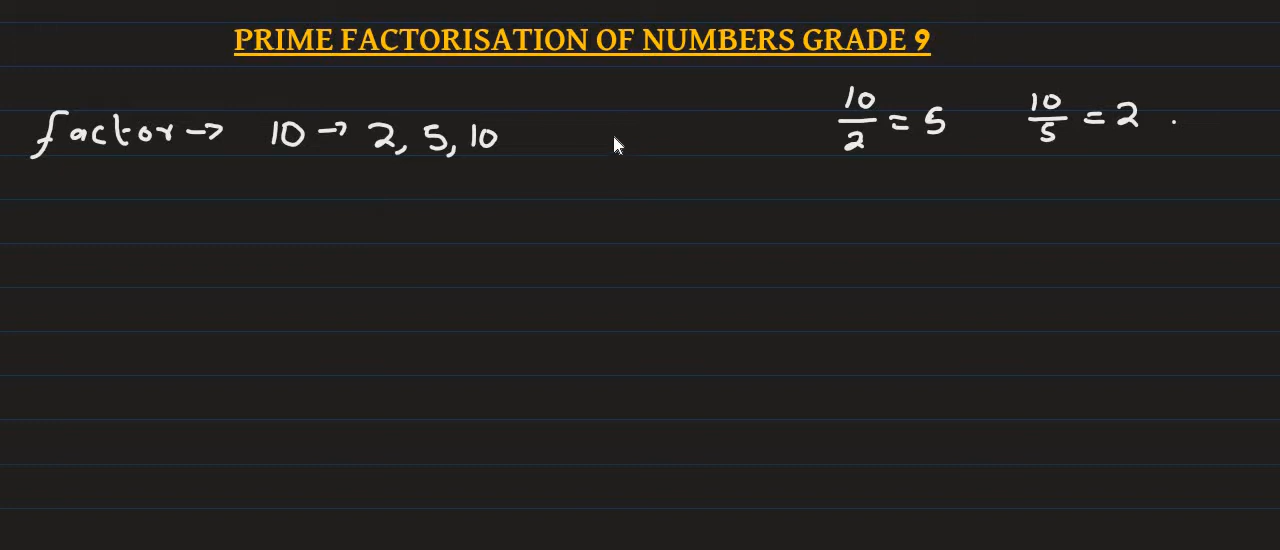 PRIME FACTORISATION OF NUMBERS GRADE 9
factor → 10 → 2, 5, 10
10/2 = 5 10/5 = 2 .